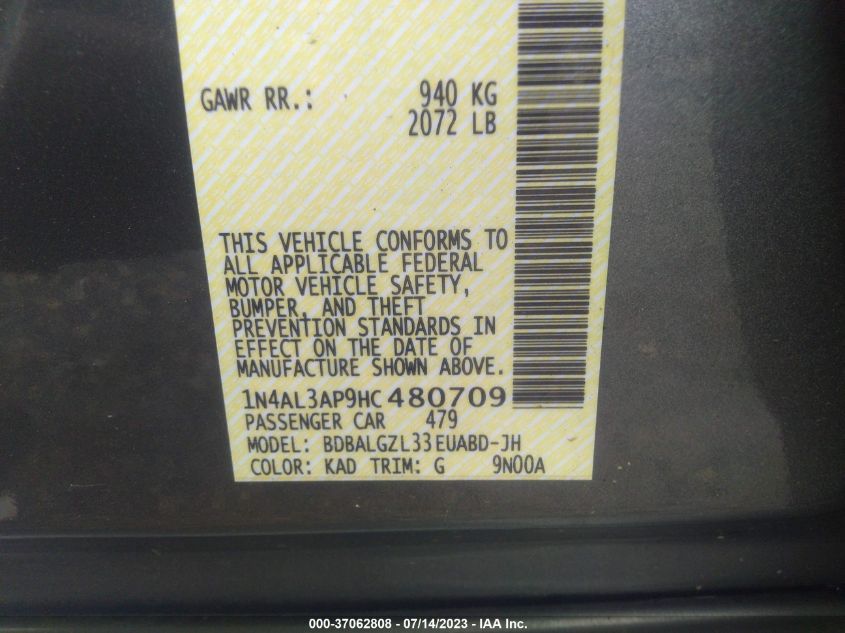 GAWR RR.: 940 KG
2072 LB
THIS VEHICLE CONFORMS TO
ALL APPLICABLE FEDERAL
MOTOR VEHICLE SAFETY,
BUMPER, AND THEFT
PREVENTION STANDARDS IN
EFFECT ON THE DATE OF
MANUFACTURE SHOWN ABOVE.
1N4AL3AP9HC480709
PASSENGER CAR 479
MODEL: BDBALGZL33EUABD-JH
COLOR: KAD TRIM: G 9N00A
000-37062808 - 07/14/2023 - IAA Inc.